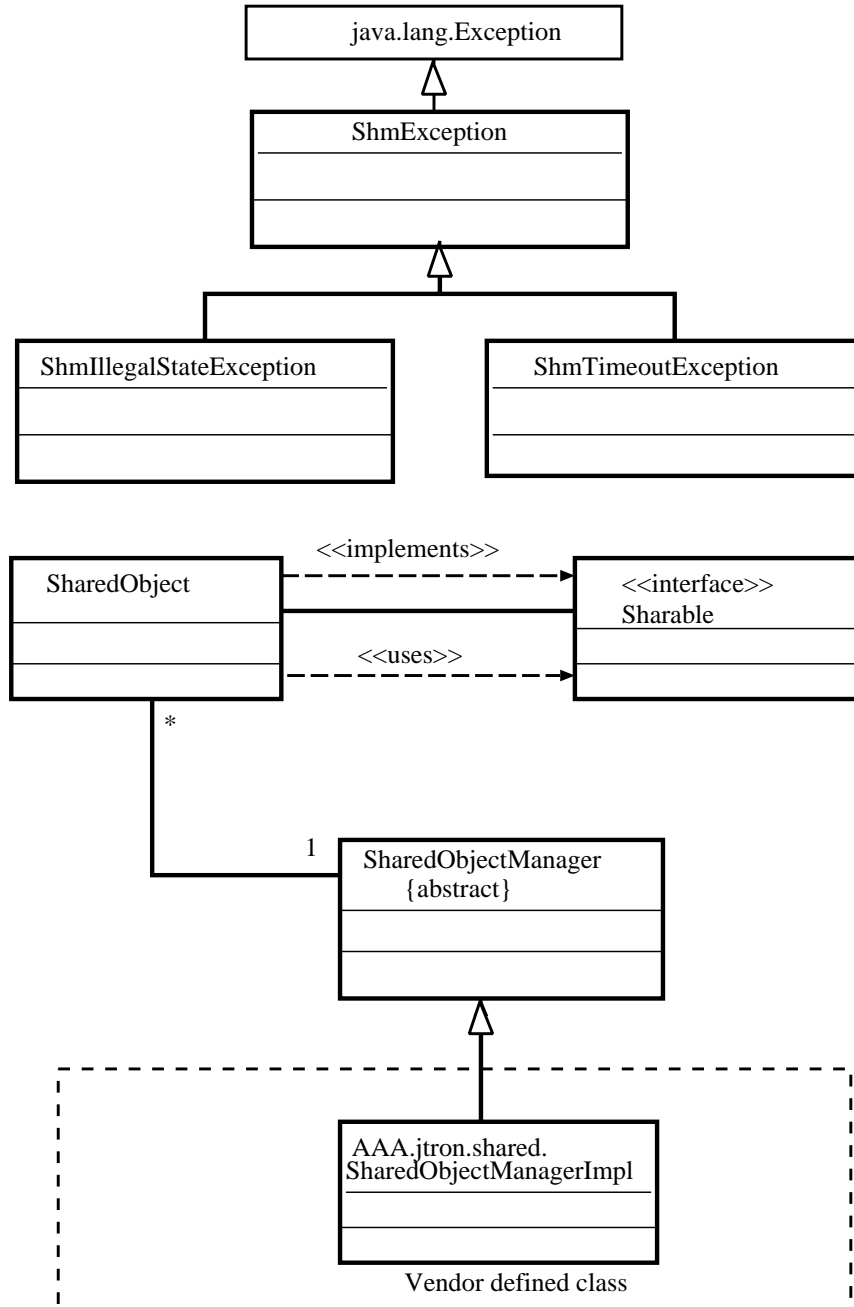 java.lang.Exception
ShmException
ShmIllegalStateException
ShmTimeoutException
<<implements>>
SharedObject
<<interface>>
Sharable
<<uses>>
*
1
SharedObjectManager
{abstract}
AAA.jtron.shared.
SharedObjectManagerImpl
Vendor defined class